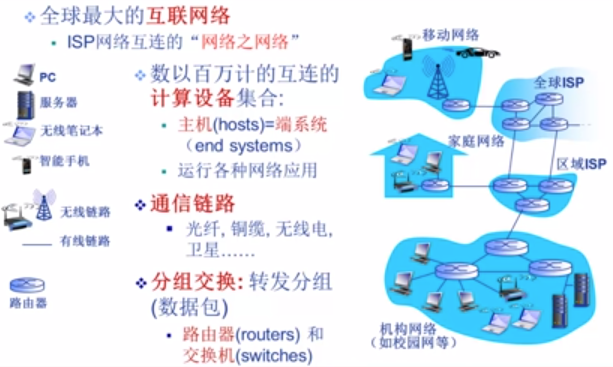 全球最大的互联网络
ISP网络互连的“网络之网络”
PC
服务器
无线笔记本
智能手机
无线链路
有线链路
路由器
数以百万计的互连的
计算设备集合:
主机(hosts)=端系统
（end systems）
运行各种网络应用
通信链路
光纤, 铜缆, 无线电,
卫星……
分组交换: 转发分组
(数据包)
路由器(routers) 和
交换机(switches)
移动网络
全球ISP
家庭网络
区域ISP
机构网络
（如校园网等）